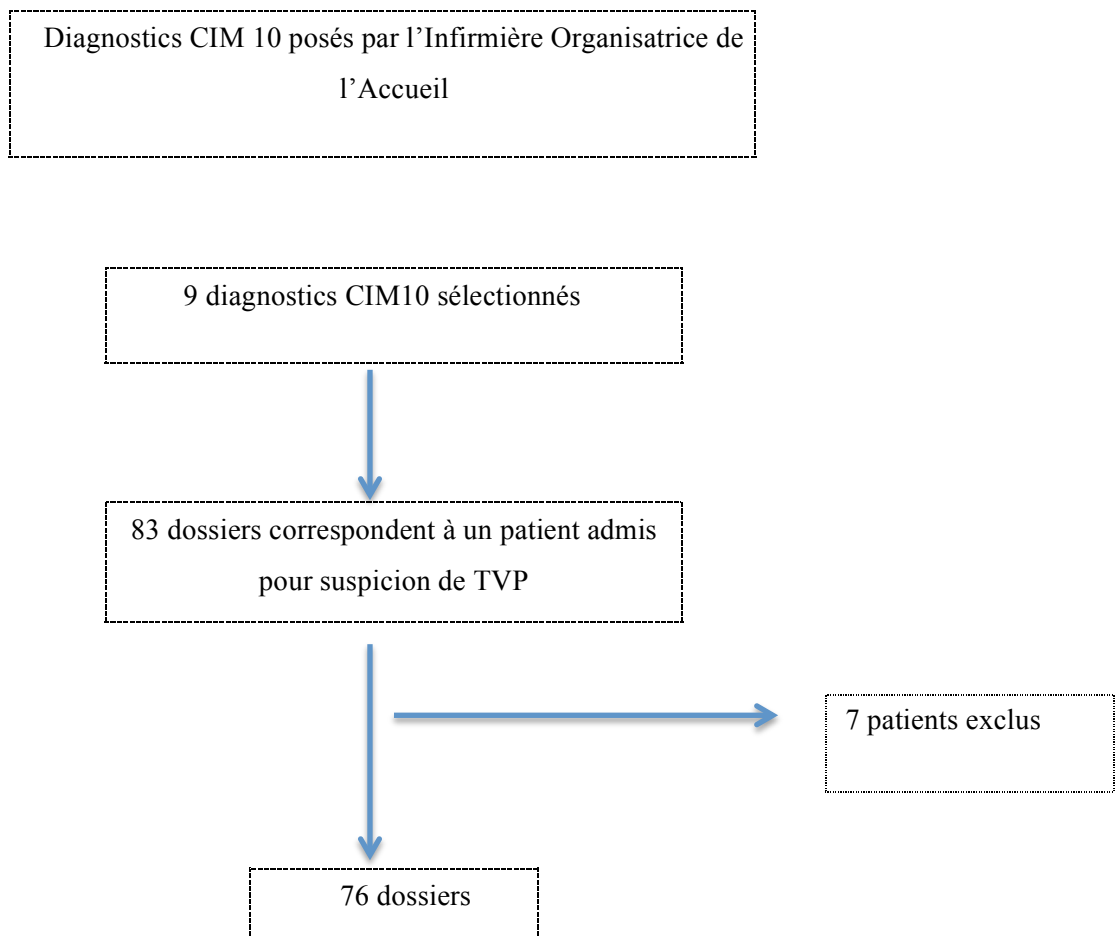 Diagnostics CIM 10 posés par l’Infirmière Organisatrice de
l’Accueil
9 diagnostics CIM10 sélectionnés
83 dossiers correspondent à un patient admis
pour suspicion de TVP
7 patients exclus
76 dossiers